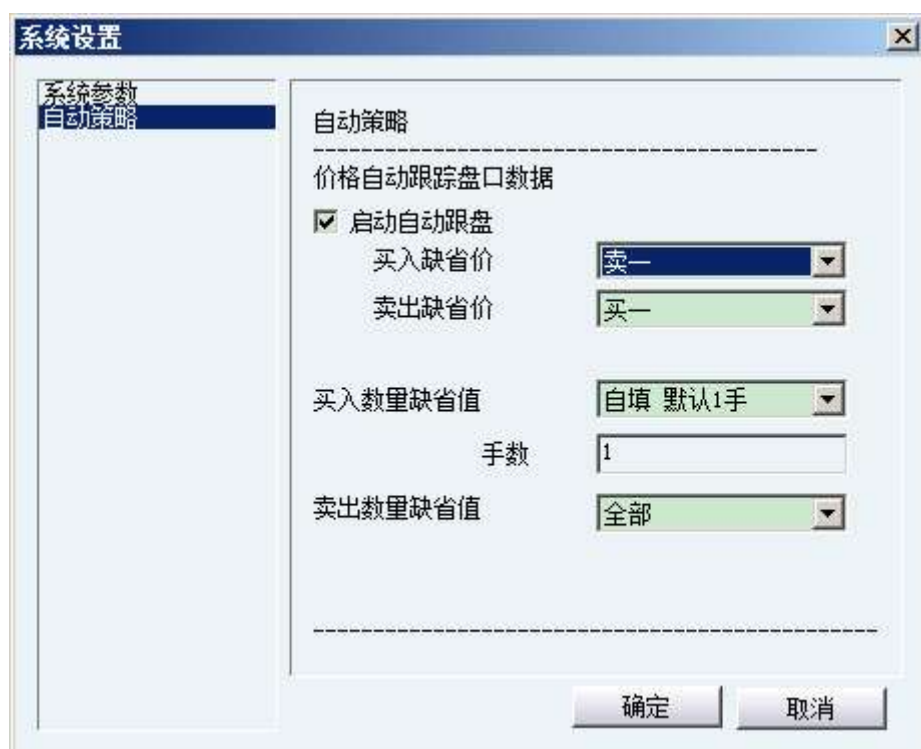 系统设置
系统参数
自动策略
自动策略
------------------------------------------
价格自动跟踪盘口数据
启动自动跟盘
买入缺省价 卖一
卖出缺省价 买一
买入数量缺省值 自填 默认1手
手数 1
卖出数量缺省值 全部
-----------------------------------------------
确定 取消